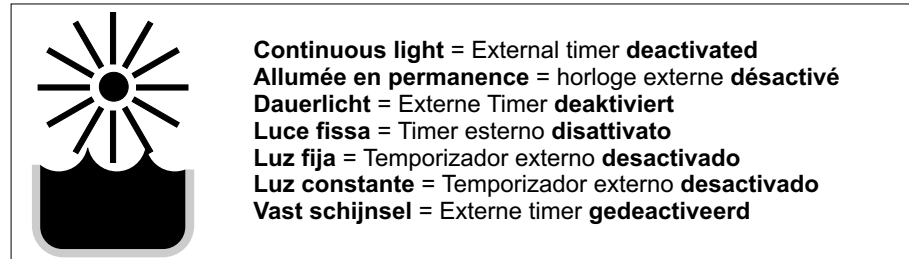 Continuous light = External timer deactivated
Allumée en permanence = horloge externe désactivé
Dauerlicht = Externe Timer deaktiviert
Luce fissa = Timer esterno disattivato
Luz fija = Temporizador externo desactivado
Luz constante = Temporizador externo desactivado
Vast schijnsel = Externe timer gedeactiveerd